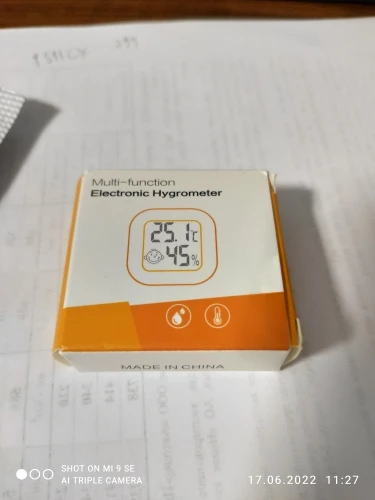 Multi-function
Electronic Hygrometer
25.1℃
45%
MADE IN CHINA
SHOT ON MI 9 SE
AI TRIPLE CAMERA
17.06.2022 11:27